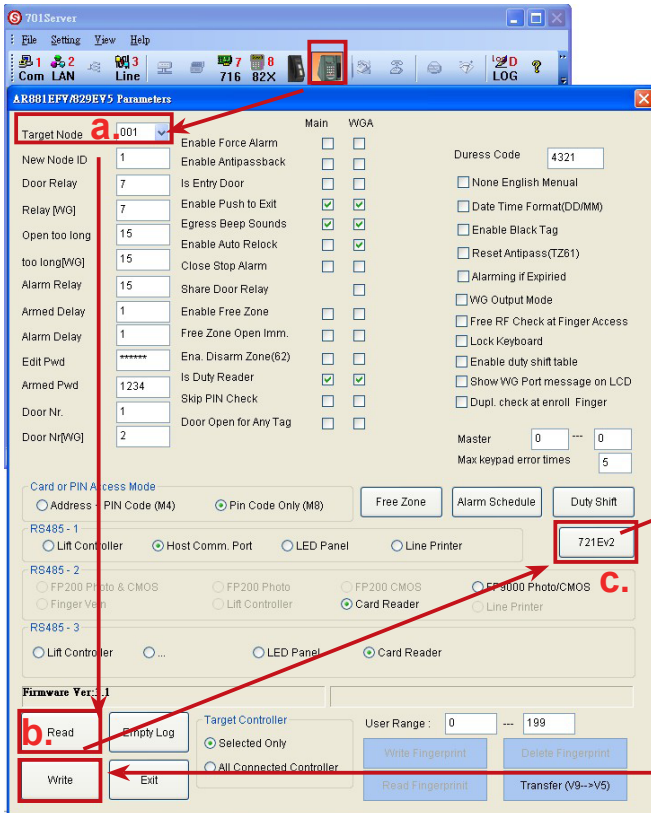 701Server
File Setting View Help
1 2 3 7 8 D
Com LAN Line 716 82X LOG ?
AR881EFV/829EV5 Parameters
a.
Target Node 001
New Node ID 1
Door Relay 7
Relay [WG] 7
Open too long 15
too long[WG] 15
Alarm Relay 15
Armed Delay 1
Alarm Delay 1
Edit Pwd ******
Armed Pwd 1234
Door Nr. 1
Door Nr[WG] 2
Main WGA
Enable Force Alarm
Enable Antipassback
Is Entry Door
Enable Push to Exit
Egress Beep Sounds
Enable Auto Relock
Close Stop Alarm
Share Door Relay
Enable Free Zone
Free Zone Open Imm.
Ena. Disarm Zone(62)
Is Duty Reader
Skip PIN Check
Door Open for Any Tag
Duress Code 4321
None English Menual
Date Time Format(DD/MM)
Enable Black Tag
Reset Antipass(TZ61)
Alarming if Expiried
WG Output Mode
Free RF Check at Finger Access
Lock Keyboard
Enable duty shift table
Show WG Port message on LCD
Dupl. check at enroll Finger
Master 0 --- 0
Max keypad error times 5
Card or PIN Access Mode
Address + PIN Code (M4) Pin Code Only (M8)
Free Zone Alarm Schedule Duty Shift
RS485 - 1
Lift Controller Host Comm. Port LED Panel Line Printer
721Ev2
c.
RS485 - 2
FP200 Photo & CMOS FP200 Photo FP200 CMOS FP9000 Photo/CMOS
Finger Vein Lift Controller Card Reader Line Printer
RS485 - 3
Lift Controller ... LED Panel Card Reader
Firmware Ver:3.1
b.
Read Empty Log
Write Exit
Target Controller
Selected Only
All Connected Controller
User Range : 0 --- 199
Write Fingerprint Delete Fingerprint
Read Fingerprinit Transfer (V9-->V5)